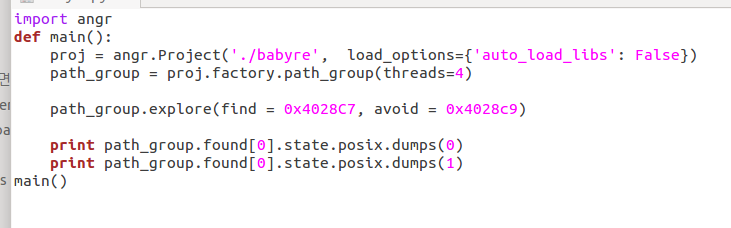 import angr
def main():
    proj = angr.Project('./babyre',  load_options={'auto_load_libs': False})
    path_group = proj.factory.path_group(threads=4)
    path_group.explore(find = 0x4028C7, avoid = 0x4028c9)
    print path_group.found[0].state.posix.dumps(0)
    print path_group.found[0].state.posix.dumps(1)
main()